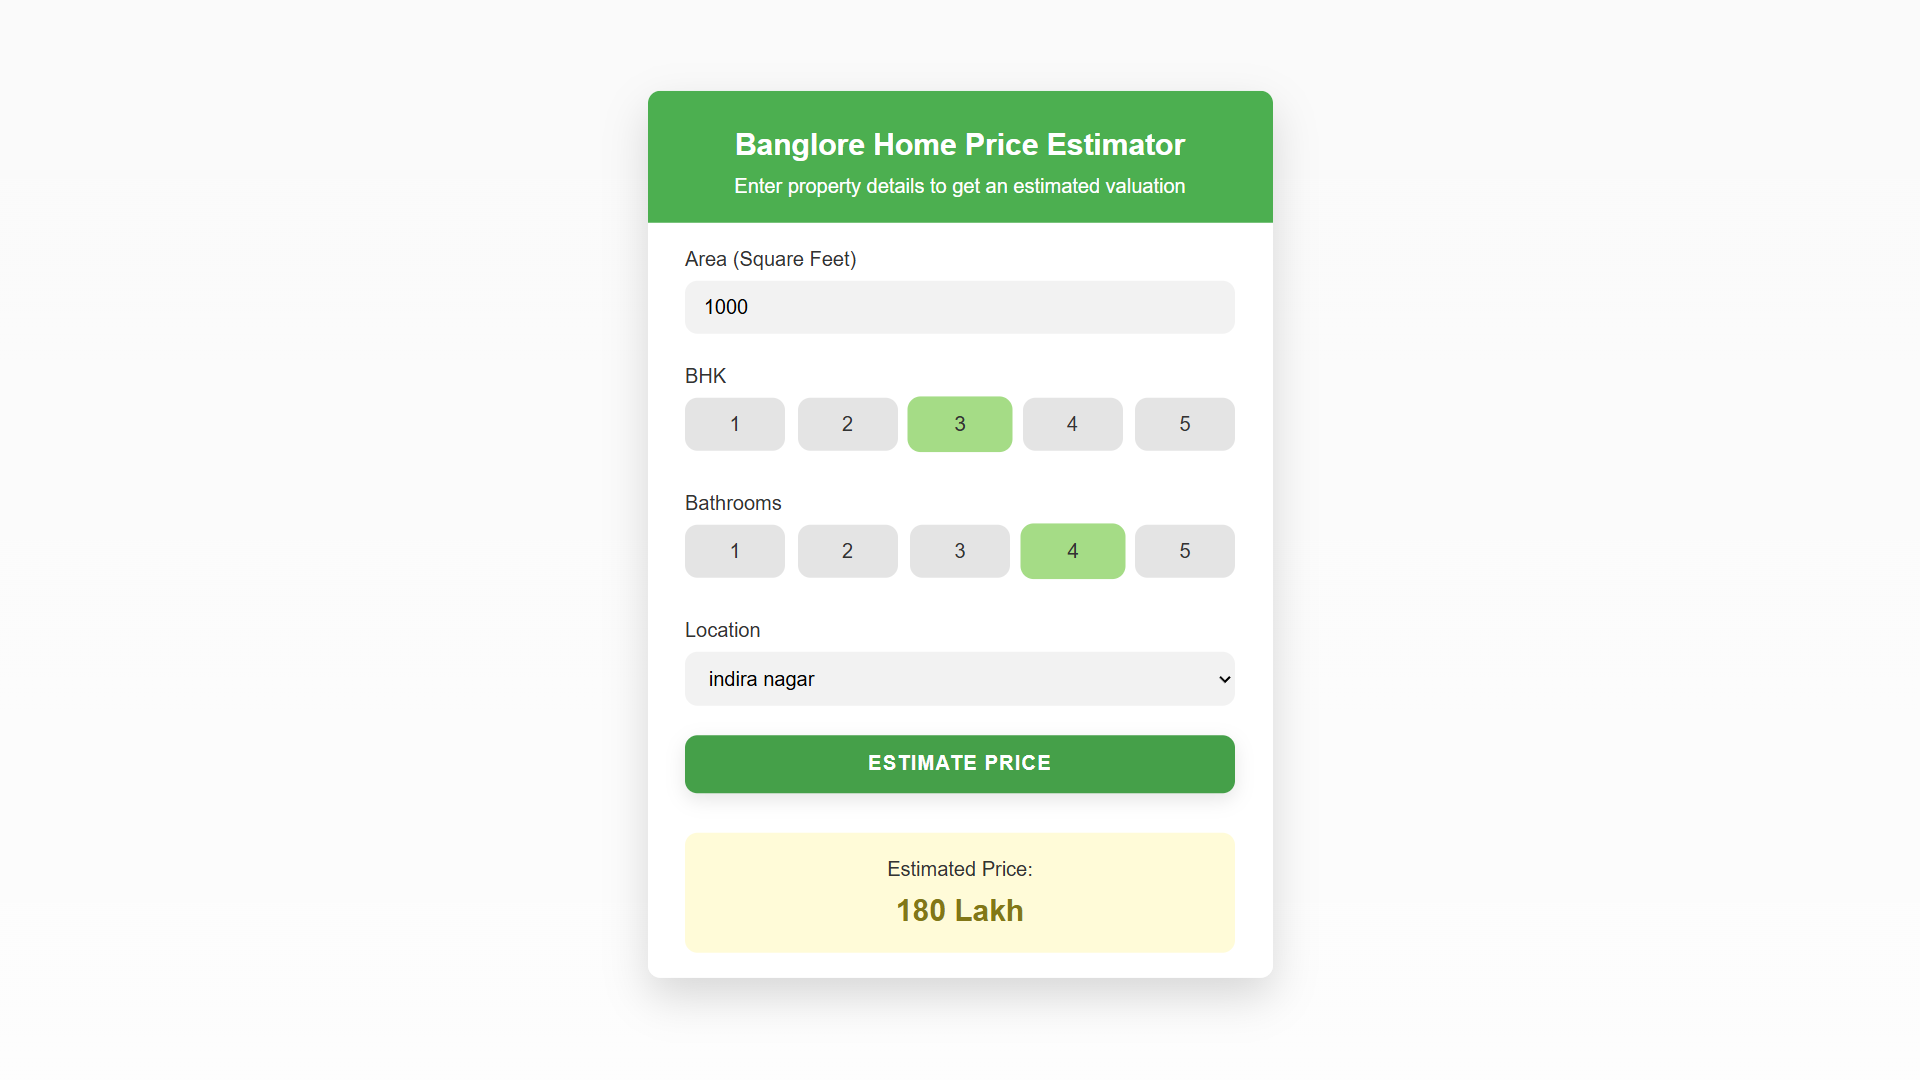 Banglore Home Price Estimator
Enter property details to get an estimated valuation
Area (Square Feet)
1000
BHK
1 2 3 4 5
Bathrooms
1 2 3 4 5
Location
indira nagar
ESTIMATE PRICE
Estimated Price:
180 Lakh